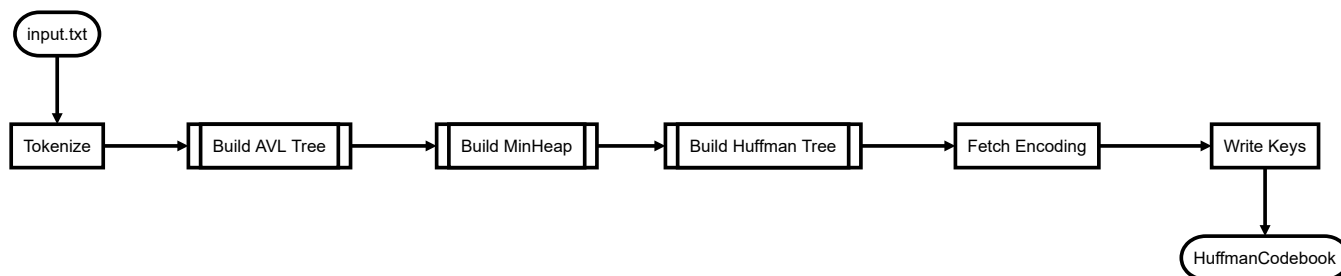 input.txt
Tokenize
Build AVL Tree
Build MinHeap
Build Huffman Tree
Fetch Encoding
Write Keys
HuffmanCodebook